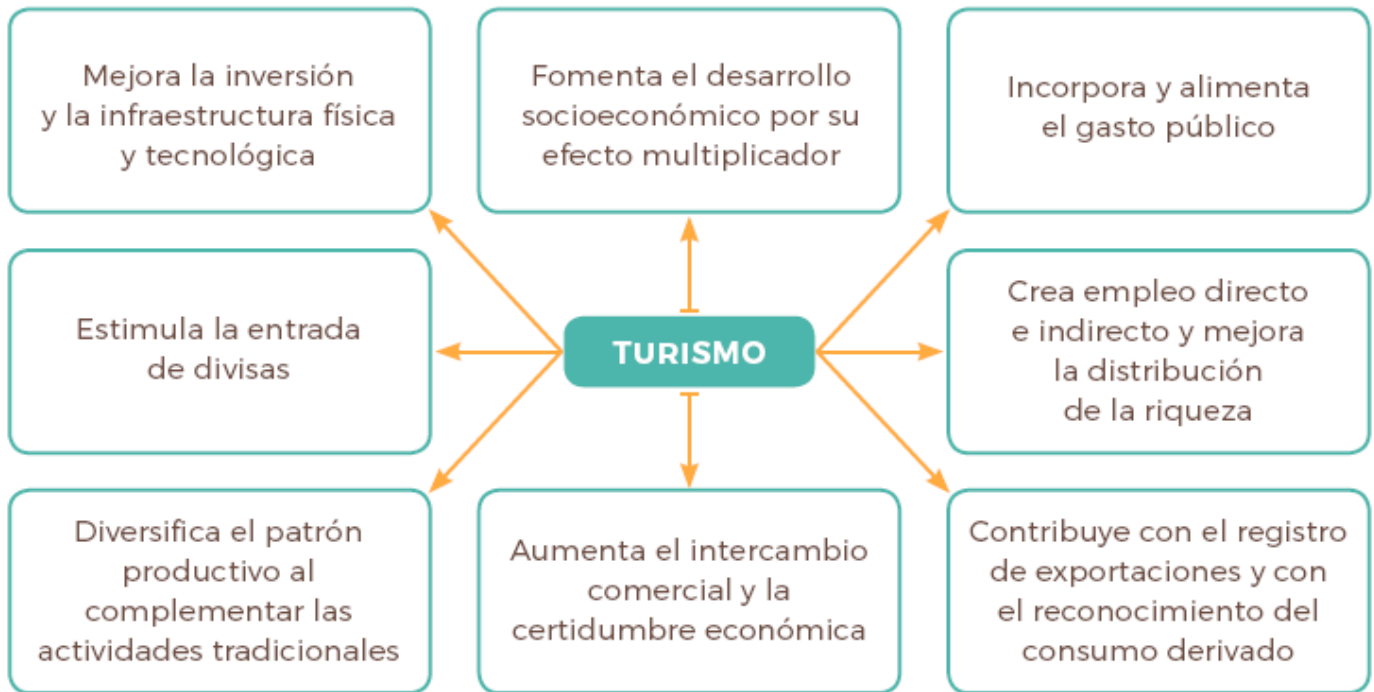 Mejora la inversión
y la infraestructura física
y tecnológica
Fomenta el desarrollo
socioeconómico por su
efecto multiplicador
Incorpora y alimenta
el gasto público
Estimula la entrada
de divisas
TURISMO
Crea empleo directo
e indirecto y mejora
la distribución
de la riqueza
Diversifica el patrón
productivo al
complementar las
actividades tradicionales
Aumenta el intercambio
comercial y la
certidumbre económica
Contribuye con el registro
de exportaciones y con
el reconocimiento del
consumo derivado